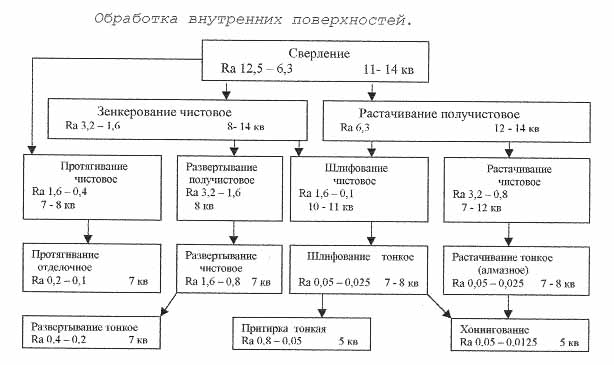 Обработка внутренних поверхностей.
Сверление
Ra 12,5 – 6,3 11- 14 кв
Зенкерование чистовое
Ra 3,2 – 1,6 8- 14 кв
Растачивание получистовое
Ra 6,3 12 – 14 кв
Протягивание
чистовое
Ra 1,6 – 0,4
7 - 8 кв
Развертывание
получистовое
Ra 3,2 – 1,6
8 кв
Шлифование
чистовое
Ra 1,6 – 0,1
10 - 11 кв
Растачивание
чистовое
Ra 3,2 – 0,8
7 - 12 кв
Протягивание
отделочное
Ra 0,2 – 0,1 7 кв
Развертывание
чистовое
Ra 1,6 – 0,8 7 кв
Шлифование тонкое
Ra 0,05 – 0,025 7 - 8 кв
Растачивание тонкое
(алмазное)
Ra 0,05 – 0,025 7 - 8 кв
Развертывание тонкое
Ra 0,4 – 0,2 7 кв
Притирка тонкая
Ra 0,8 – 0,05 5 кв
Хонингование
Ra 0,05 – 0,0125 5 кв